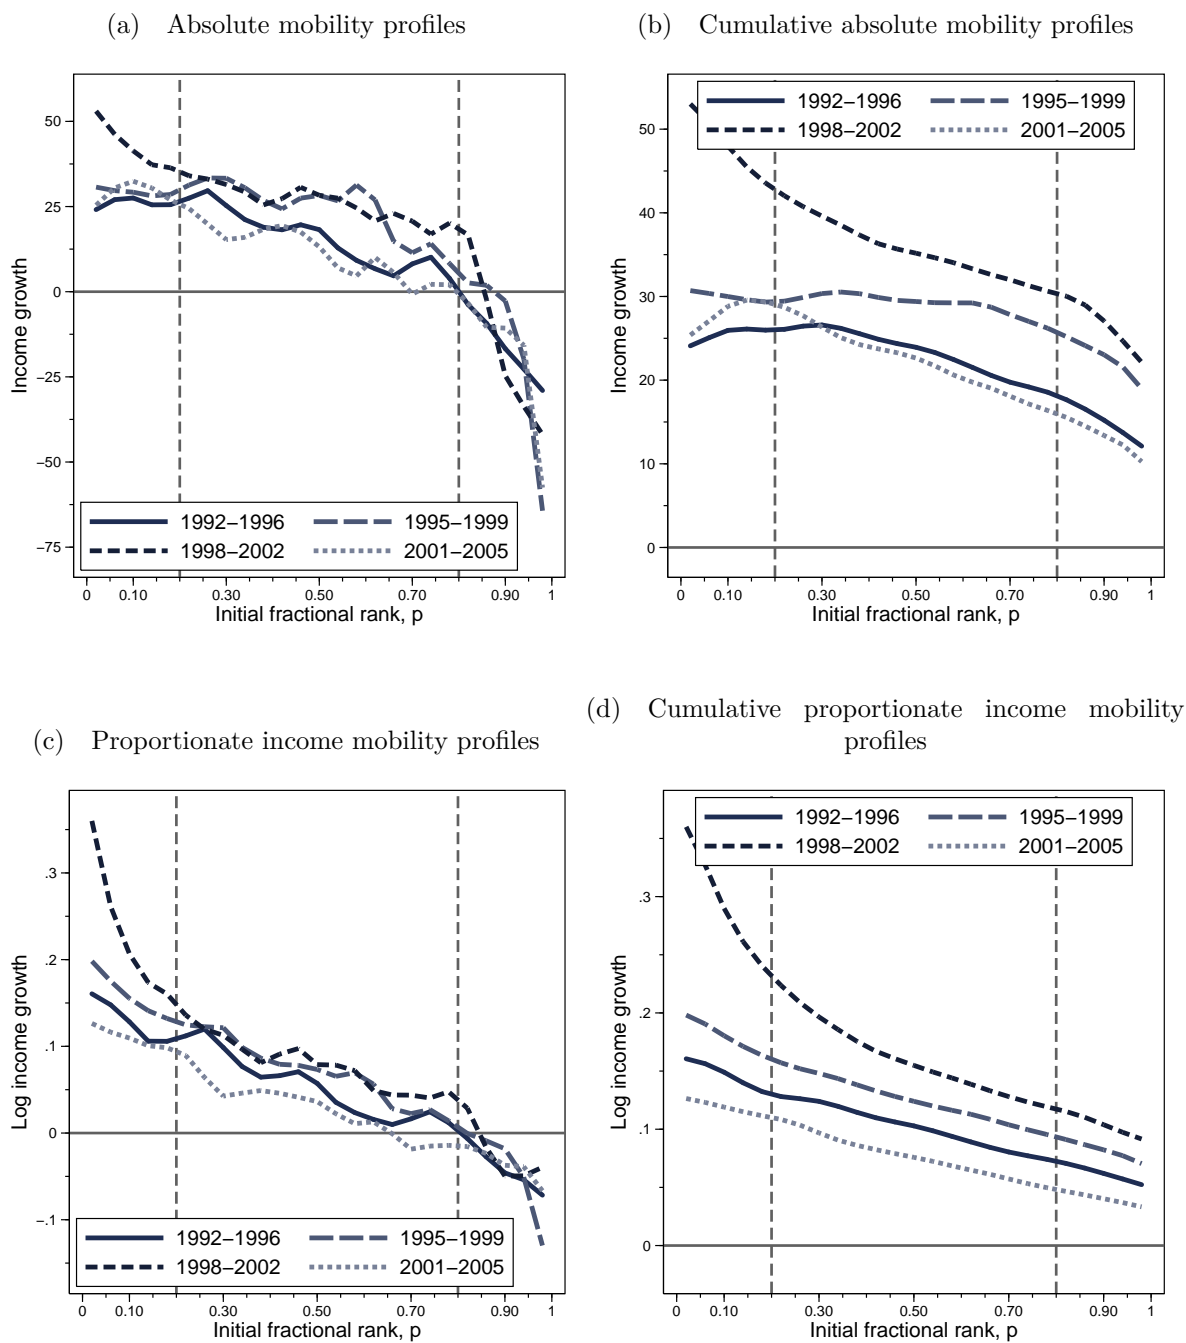 (a) Absolute mobility profiles
50
25
0
−25
−50
−75
Income growth
1992−1996
1995−1999
1998−2002
2001−2005
0 0.10 0.30 0.50 0.70 0.90 1
Initial fractional rank, p
(b) Cumulative absolute mobility profiles
1992−1996
1995−1999
1998−2002
2001−2005
50
40
30
20
10
0
Income growth
0 0.10 0.30 0.50 0.70 0.90 1
Initial fractional rank, p
(c) Proportionate income mobility profiles
.3
.2
.1
0
−.1
Log income growth
1992−1996
1995−1999
1998−2002
2001−2005
0 0.10 0.30 0.50 0.70 0.90 1
Initial fractional rank, p
(d) Cumulative proportionate income mobility
profiles
1992−1996
1995−1999
1998−2002
2001−2005
.3
.2
.1
0
Log income growth
0 0.10 0.30 0.50 0.70 0.90 1
Initial fractional rank, p